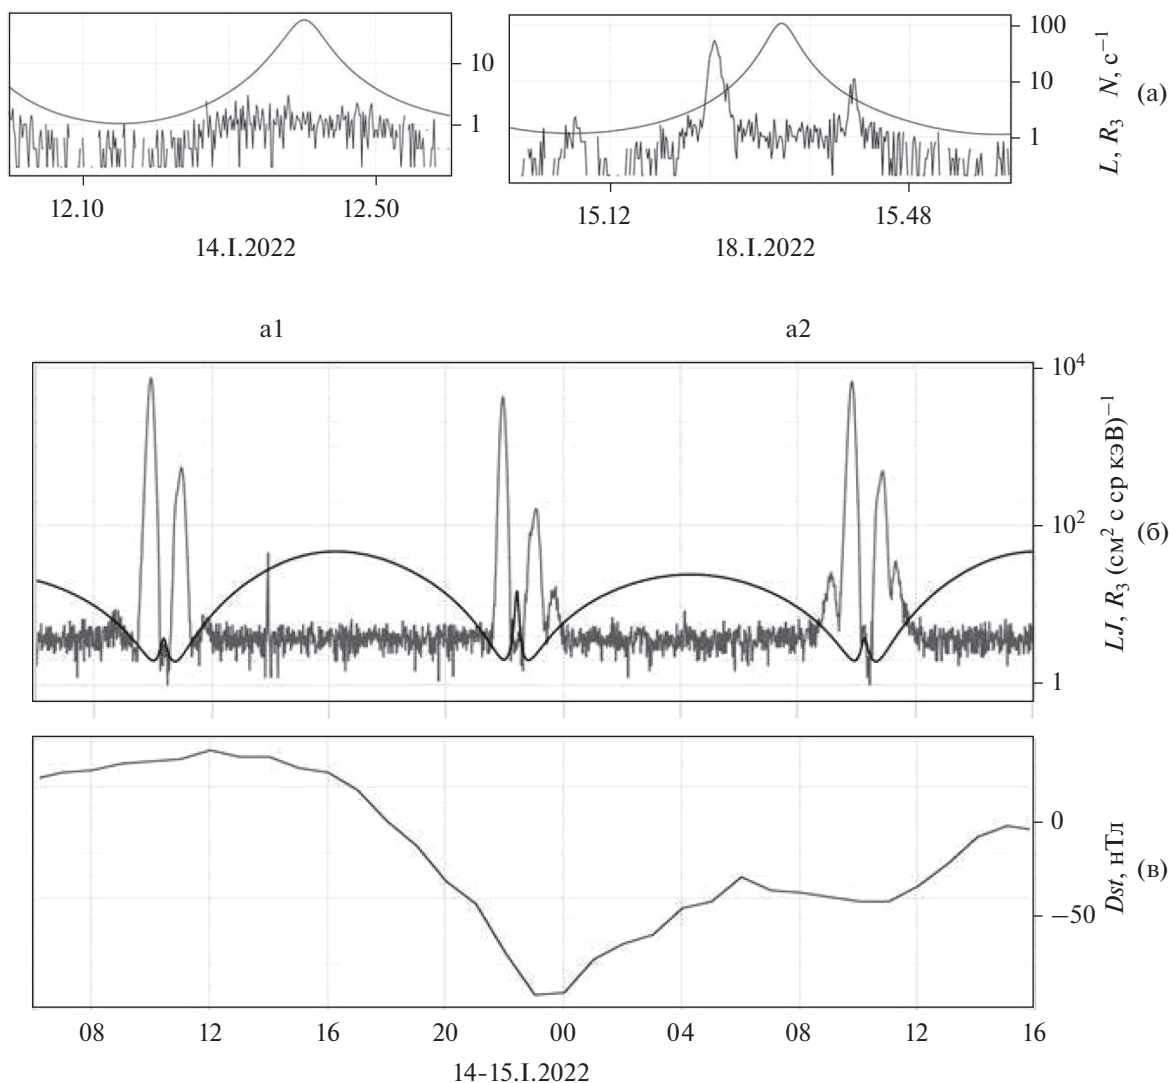 100
10
10
1
1
L, R₃ N, с⁻¹
(а)
12.10
12.50
15.12
15.48
14.I.2022
18.I.2022
а1
а2
10⁴
10²
1
LJ, R₃ (см² с ср кэВ)⁻¹
(б)
0
−50
Dst, нТл
(в)
08
12
16
20
00
04
08
12
16
14-15.I.2022